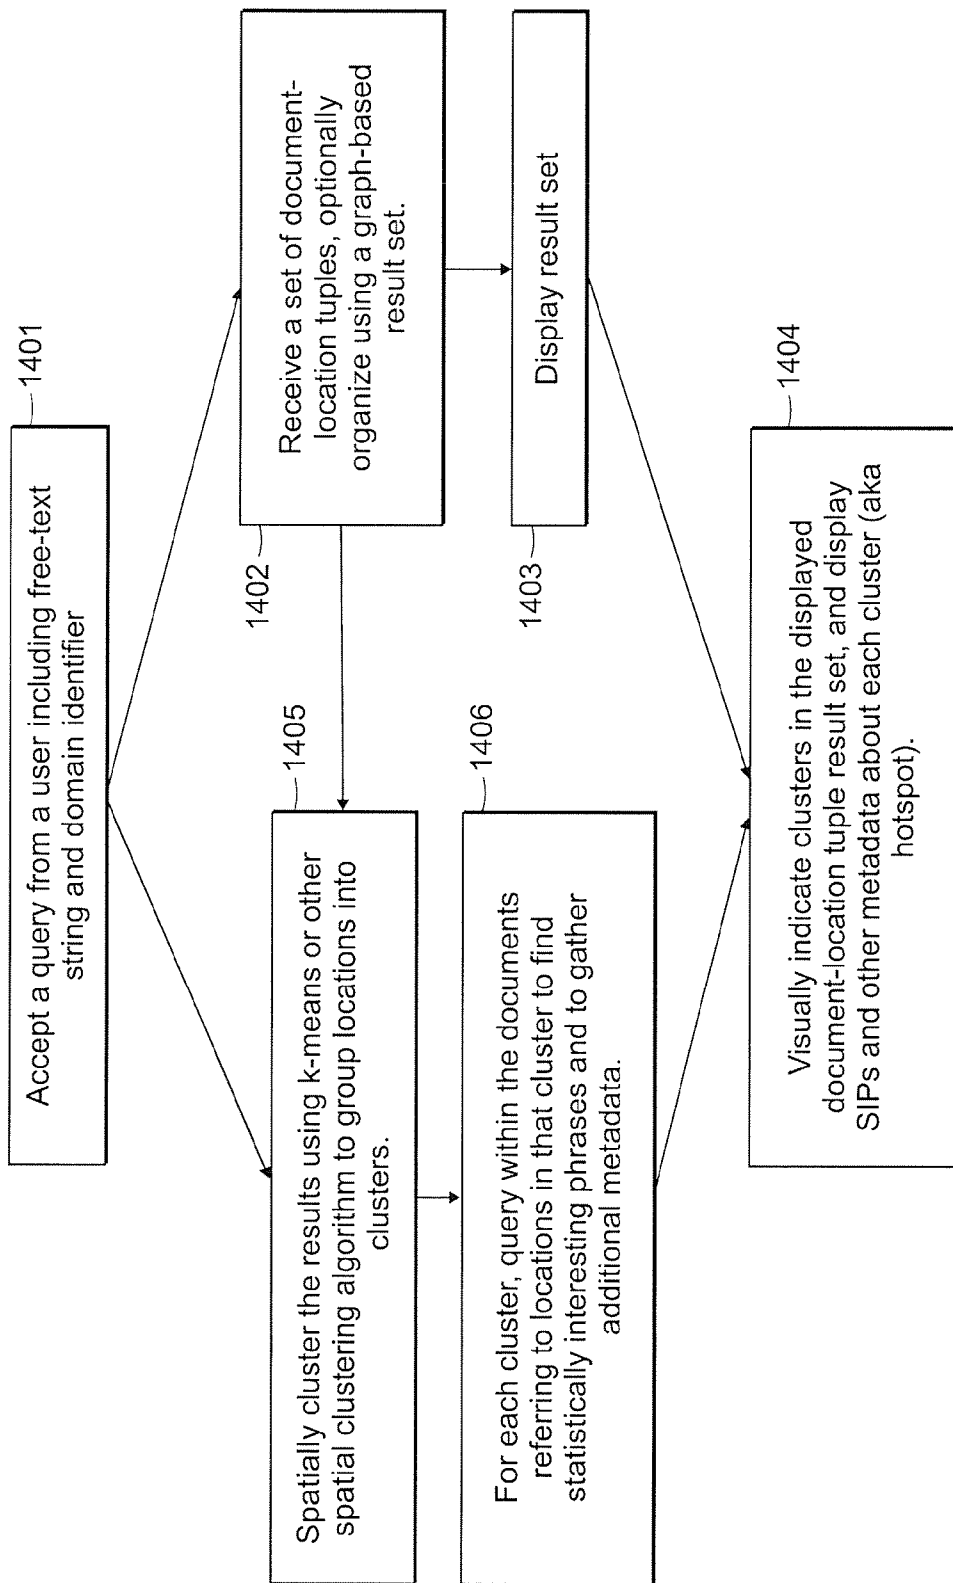 1401
Accept a query from a user including free-text
string and domain identifier
1402
Receive a set of document-
location tuples, optionally
organize using a graph-based
result set.
1403
Display result set
1405
Spatially cluster the results using k-means or other
spatial clustering algorithm to group locations into
clusters.
1406
For each cluster, query within the documents
referring to locations in that cluster to find
statistically interesting phrases and to gather
additional metadata.
1404
Visually indicate clusters in the displayed
document-location tuple result set, and display
SIPs and other metadata about each cluster (aka
hotspot).